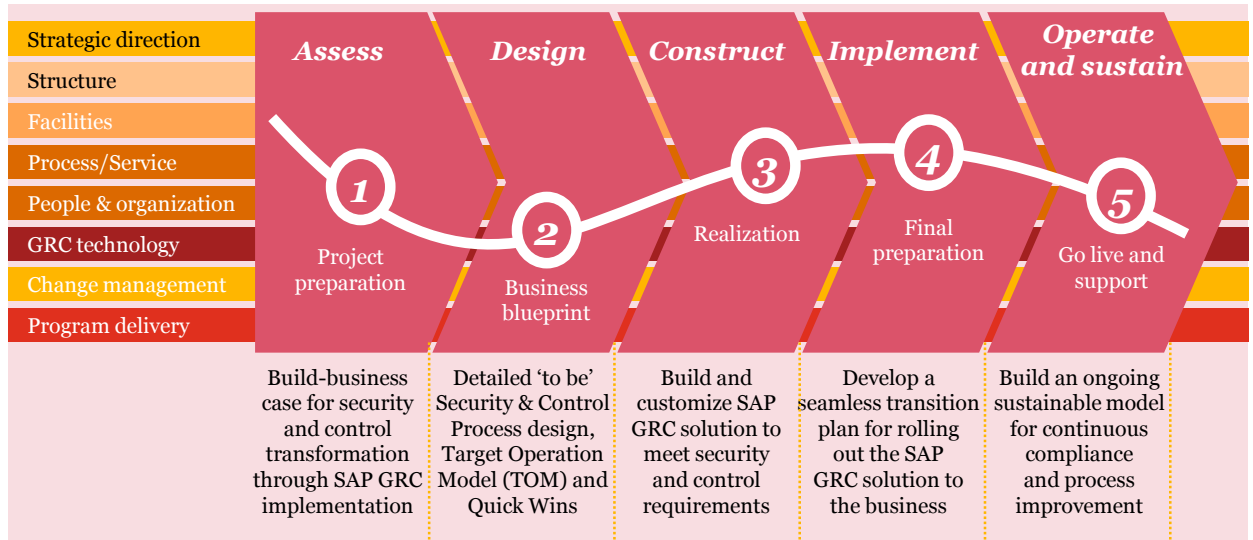 Strategic direction
Structure
Facilities
Process/Service
People & organization
GRC technology
Change management
Program delivery
Assess
1
Project
preparation
Build-business
case for security
and control
transformation
through SAP GRC
implementation
Design
2
Business
blueprint
Detailed ‘to be’
Security & Control
Process design,
Target Operation
Model (TOM) and
Quick Wins
Construct
3
Realization
Build and
customize SAP
GRC solution to
meet security
and control
requirements
Implement
4
Final
preparation
Develop a
seamless transition
plan for rolling
out the SAP
GRC solution to
the business
Operate
and sustain
5
Go live and
support
Build an ongoing
sustainable model
for continuous
compliance
and process
improvement